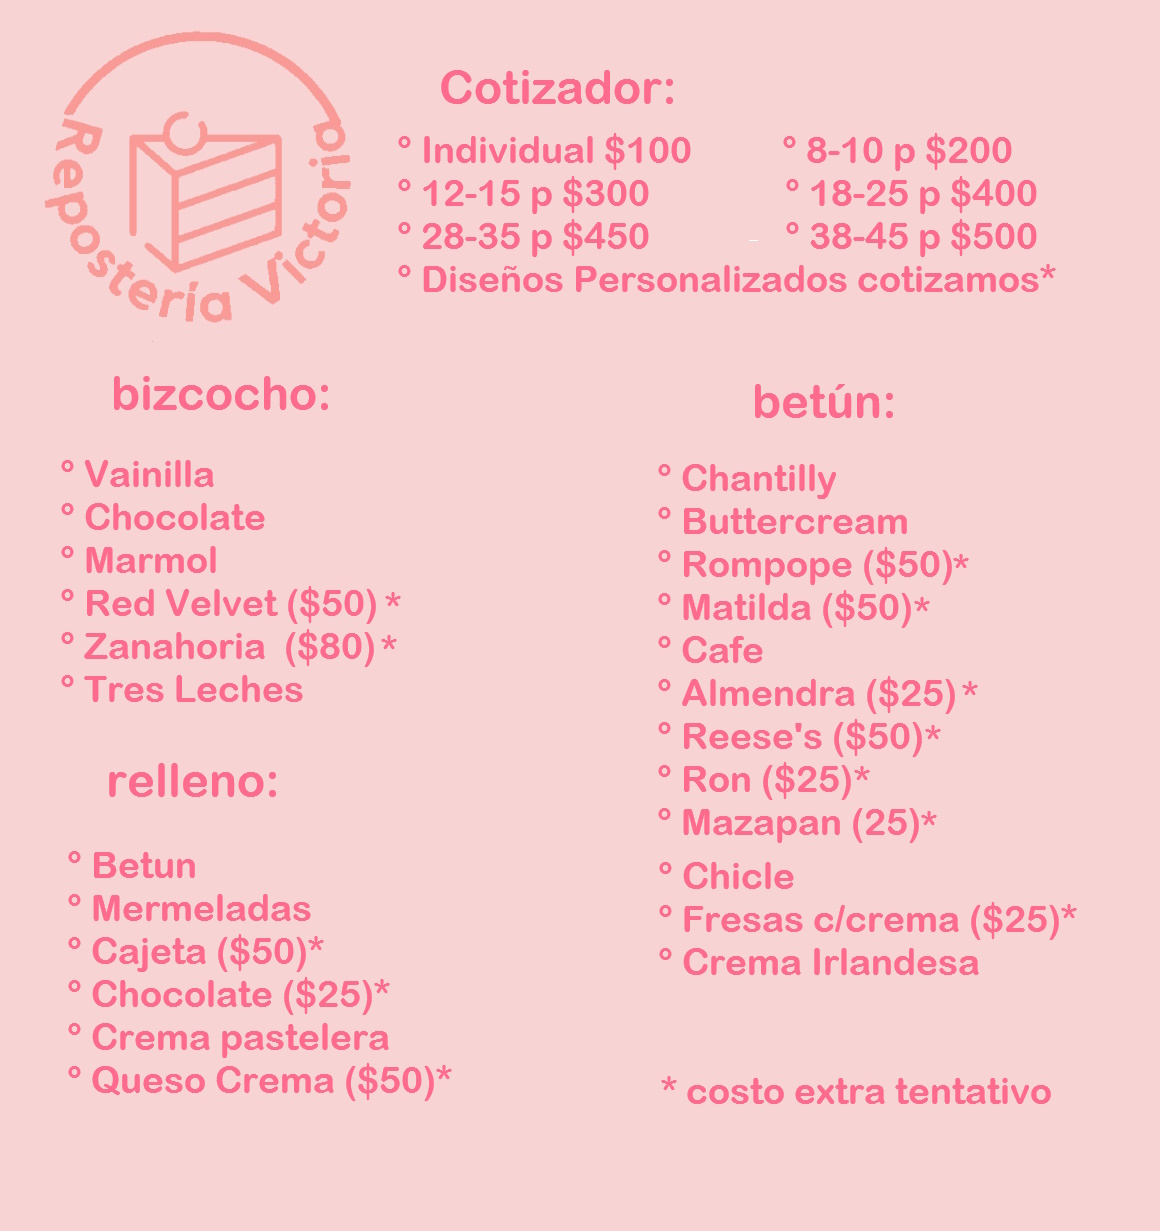 Repostería Victoria
Cotizador:
° Individual $100 ° 8-10 p $200
° 12-15 p $300 ° 18-25 p $400
° 28-35 p $450 ° 38-45 p $500
° Diseños Personalizados cotizamos*
bizcocho:
° Vainilla
° Chocolate
° Marmol
° Red Velvet ($50) *
° Zanahoria ($80) *
° Tres Leches
relleno:
° Betun
° Mermeladas
° Cajeta ($50)*
° Chocolate ($25)*
° Crema pastelera
° Queso Crema ($50)*
betún:
° Chantilly
° Buttercream
° Rompope ($50)*
° Matilda ($50)*
° Cafe
° Almendra ($25) *
° Reese's ($50)*
° Ron ($25)*
° Mazapan (25)*
° Chicle
° Fresas c/crema ($25)*
° Crema Irlandesa
* costo extra tentativo